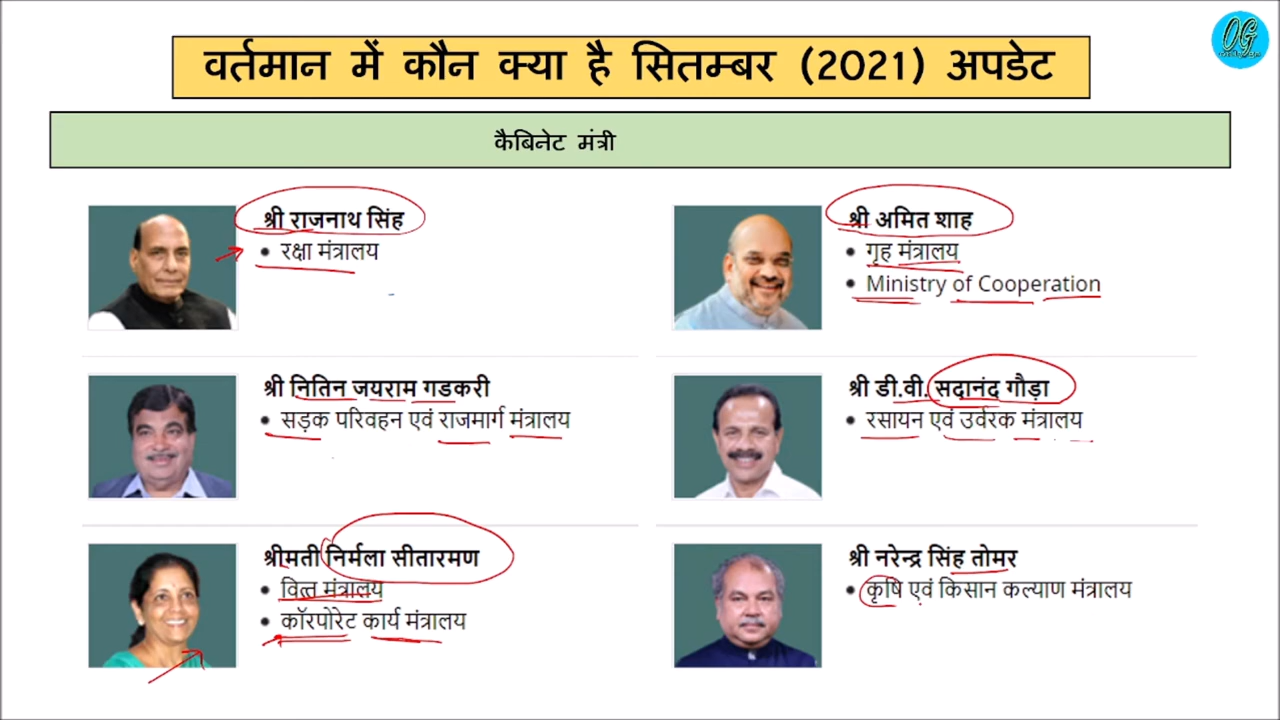 वर्तमान में कौन क्या है सितम्बर (2021) अपडेट
OG
कैबिनेट मंत्री
श्री राजनाथ सिंह
• रक्षा मंत्रालय
श्री अमित शाह
• गृह मंत्रालय
• Ministry of Cooperation
श्री नितिन जयराम गडकरी
• सड़क परिवहन एवं राजमार्ग मंत्रालय
श्री डी.वी. सदानंद गौड़ा
• रसायन एवं उर्वरक मंत्रालय
श्रीमती निर्मला सीतारमण
• वित्त मंत्रालय
• कॉरपोरेट कार्य मंत्रालय
श्री नरेन्द्र सिंह तोमर
• कृषि एवं किसान कल्याण मंत्रालय